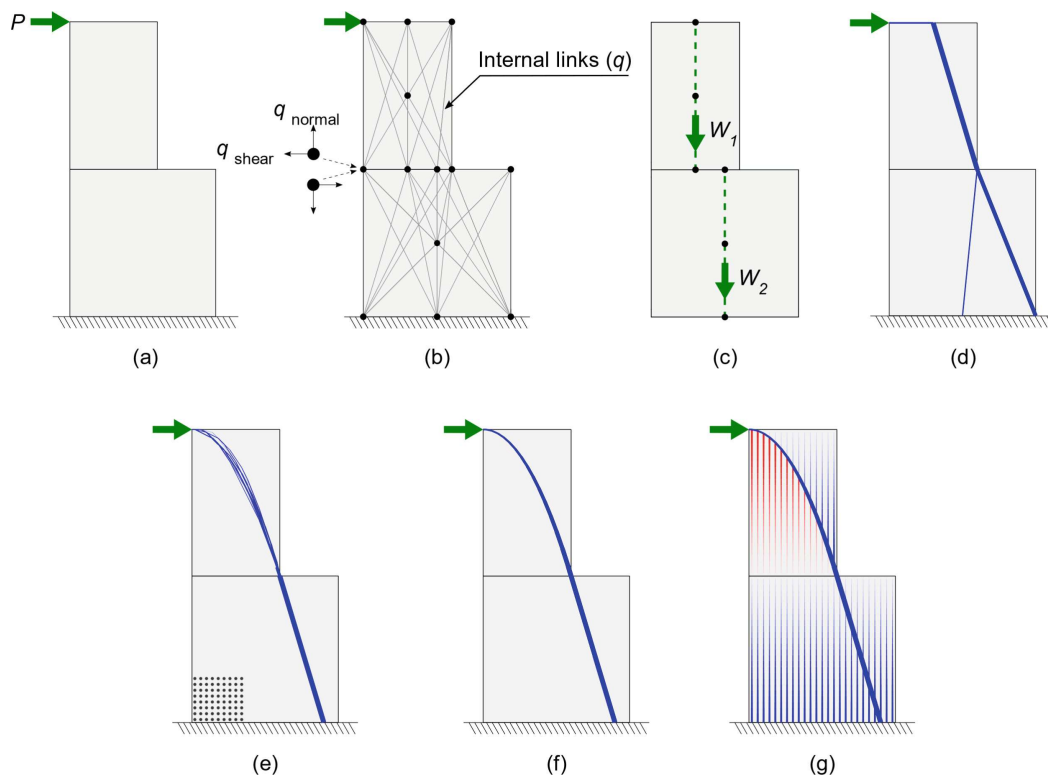 P
Internal links (q)
q normal
q shear
W1
W2
(a)
(b)
(c)
(d)
(e)
(f)
(g)